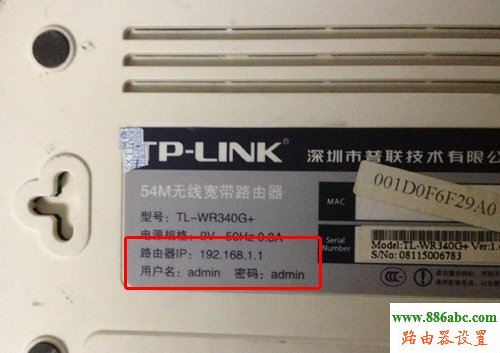 TP-LINK 深圳市普联技术有限公
54M无线宽带路由器
001D0F6F29A0
MAC
型号：TL-WR340G+
电源规格：9V～50Hz 0.8A
Serial Number
Model:TL-WR340G+ Ver:1.
S/No: 08115006783
路由器IP：192.168.1.1
用户名：admin 密码：admin
www.886abc.com
路由器设置